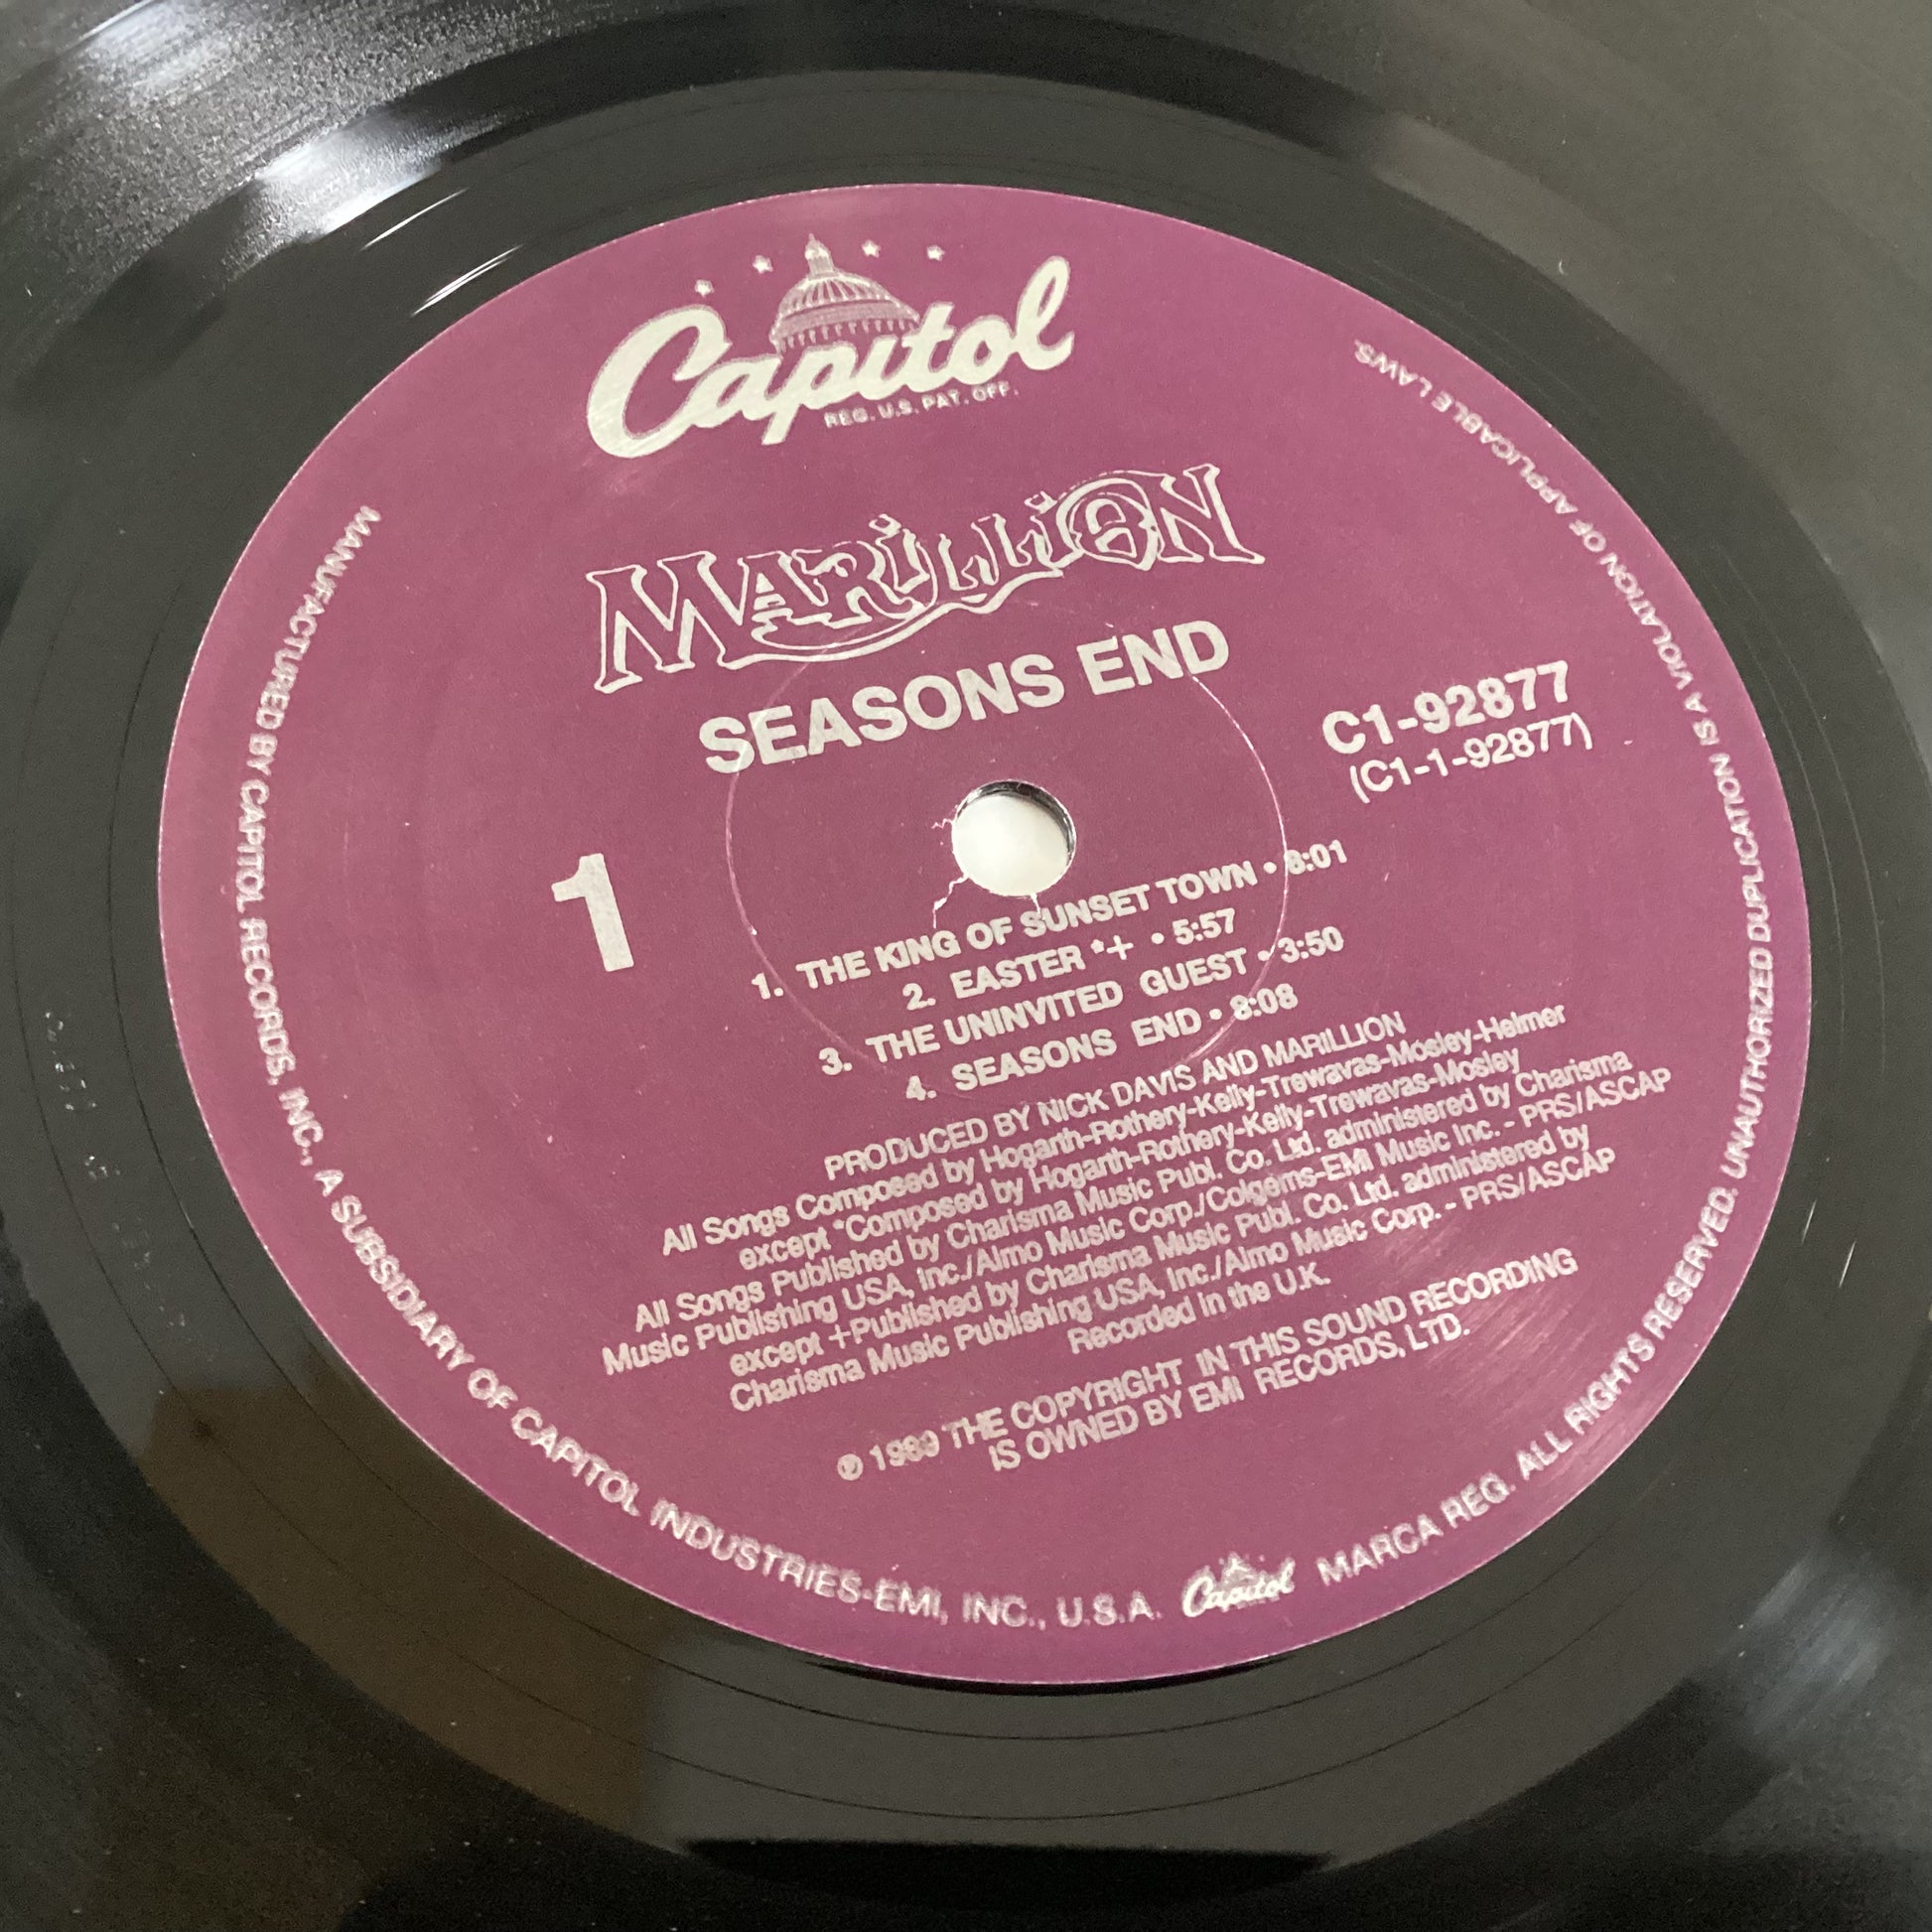 Capitol
REG. U.S. PAT. OFF.
MARILLION
SEASONS END
C1-92877
(C1-1-92877)
1
1. THE KING OF SUNSET TOWN • 8:01
2. EASTER *+ • 5:57
3. THE UNINVITED GUEST • 3:50
4. SEASONS END • 8:08
PRODUCED BY NICK DAVIS AND MARILLION
All Songs Composed by Hogarth-Rothery-Kelly-Trewavas-Mosley-Helmer
except *Composed by Hogarth-Rothery-Kelly-Trewavas-Mosley
All Songs Published by Charisma Music Publ. Co. Ltd. administered by Charisma
Music Publishing USA, Inc./Almo Music Corp./Colgems-EMI Music Inc. - PRS/ASCAP
except +Published by Charisma Music Publ. Co. Ltd. administered by
Charisma Music Publishing USA, Inc./Almo Music Corp. - PRS/ASCAP
Recorded in the U.K.
℗ 1989 THE COPYRIGHT IN THIS SOUND RECORDING
IS OWNED BY EMI RECORDS, LTD.
MANUFACTURED BY CAPITOL RECORDS, INC., A SUBSIDIARY OF CAPITOL INDUSTRIES-EMI, INC., U.S.A. Capitol MARCA REG. ALL RIGHTS RESERVED. UNAUTHORIZED DUPLICATION IS A VIOLATION OF APPLICABLE LAWS.